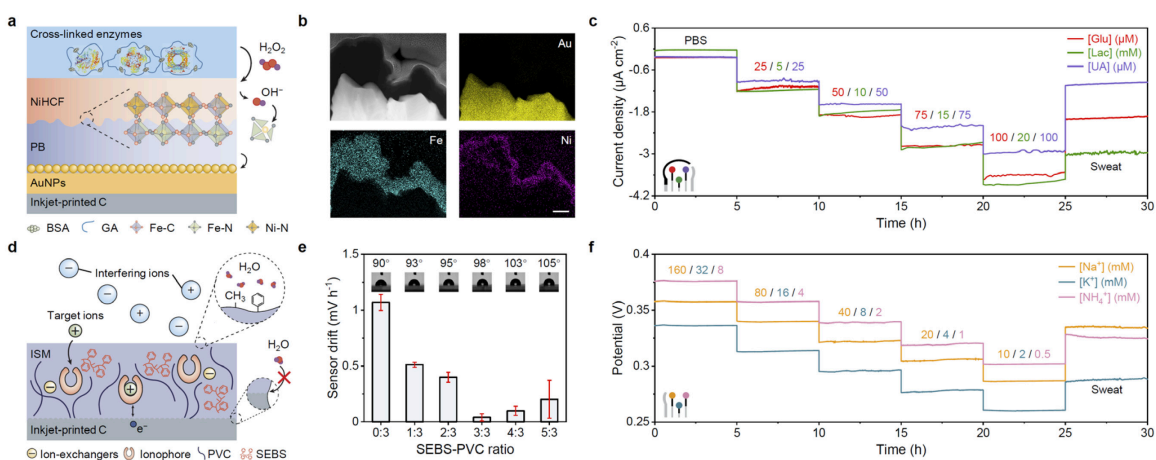 a
Cross-linked enzymes
H₂O₂
OH⁻
NiHCF
PB
AuNPs
Inkjet-printed C
BSA GA Fe-C Fe-N Ni-N
b
Au
Fe
Ni
c
PBS
[Glu] (µM)
[Lac] (mM)
[UA] (µM)
25 / 5 / 25
50 / 10 / 50
75 / 15 / 75
100 / 20 / 100
Sweat
Current density (µA cm⁻²)
0
-0.6
-1.2
-1.8
-2.4
-3
-3.6
-4.2
0 5 10 15 20 25 30
Time (h)
d
Interfering ions
H₂O
CH₃
Target ions
ISM
H₂O
Inkjet-printed C
e⁻
Ion-exchangers Ionophore PVC SEBS
e
90° 93° 95° 98° 103° 105°
Sensor drift (mV h⁻¹)
1.5
1
0.5
0
0:3 1:3 2:3 3:3 4:3 5:3
SEBS-PVC ratio
f
[Na⁺] (mM)
[K⁺] (mM)
[NH₄⁺] (mM)
160 / 32 / 8
80 / 16 / 4
40 / 8 / 2
20 / 4 / 1
10 / 2 / 0.5
Sweat
Potential (V)
0.4
0.35
0.3
0.25
0 5 10 15 20 25 30
Time (h)